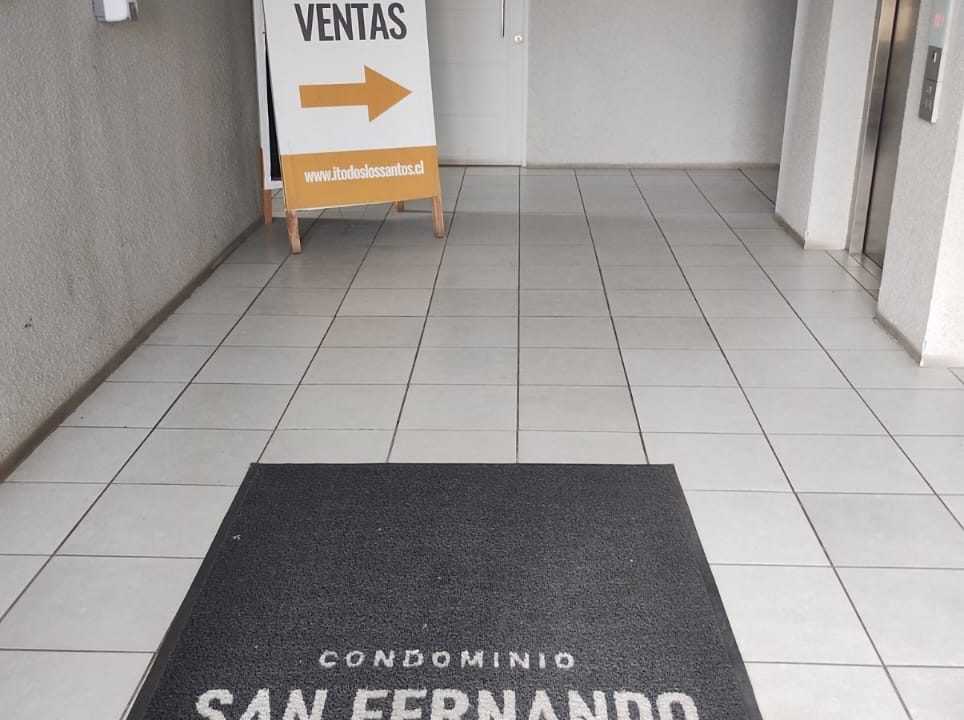 VENTAS
www.itodoslossantos.cl
CONDOMINIO
SAN FERNANDO